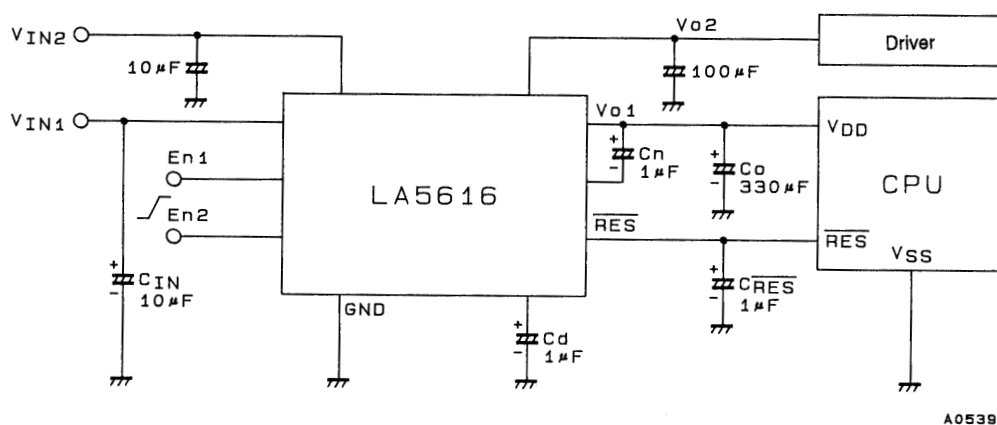 VIN2
10µF
Vo2
100µF
Driver
VIN1
En1
En2
CIN
10µF
LA5616
GND
Cd
1µF
Vo1
Cn
1µF
Co
330µF
RES
CRES
1µF
VDD
CPU
RES
VSS
+
-
+
-
+
-
+
-
+
-
A0539